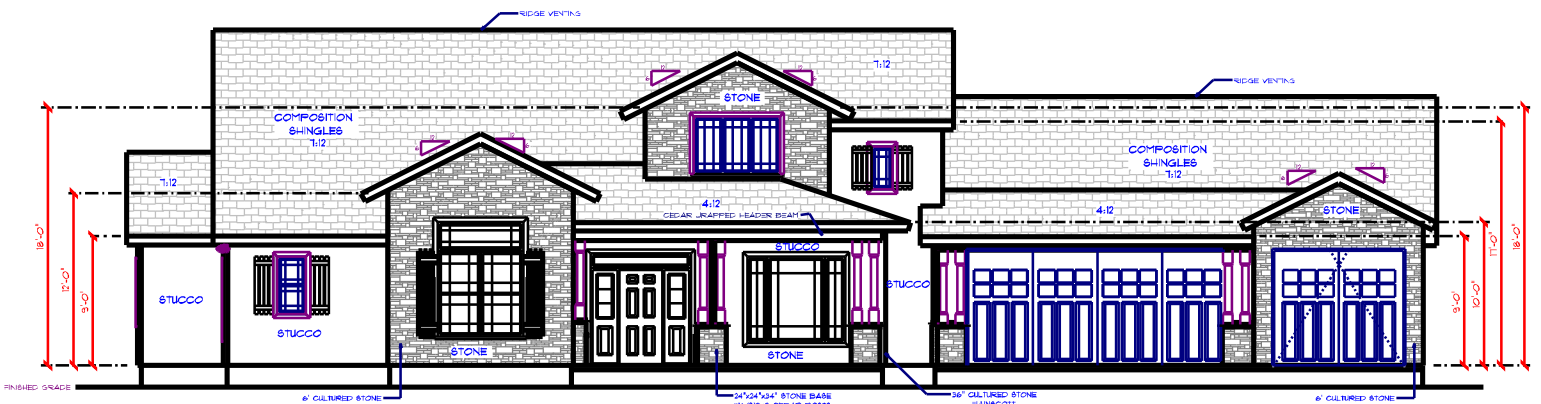 RIDGE VENTING
7:12
RIDGE VENTING
STONE
COMPOSITION
SHINGLES
7:12
COMPOSITION
SHINGLES
7:12
7:12
4:12
CEDAR WRAPPED HEADER BEAM
4:12
STONE
18'-0"
12'-0"
9'-0"
STUCCO
STUCCO
STUCCO
STUCCO
STONE
STONE
9'-0"
10'-0"
17'-0"
18'-0"
FINISHED GRADE
6' CULTURED STONE
24"x24"x34" STONE BASE
36" CULTURED STONE
WAINSCOTT
6' CULTURED STONE